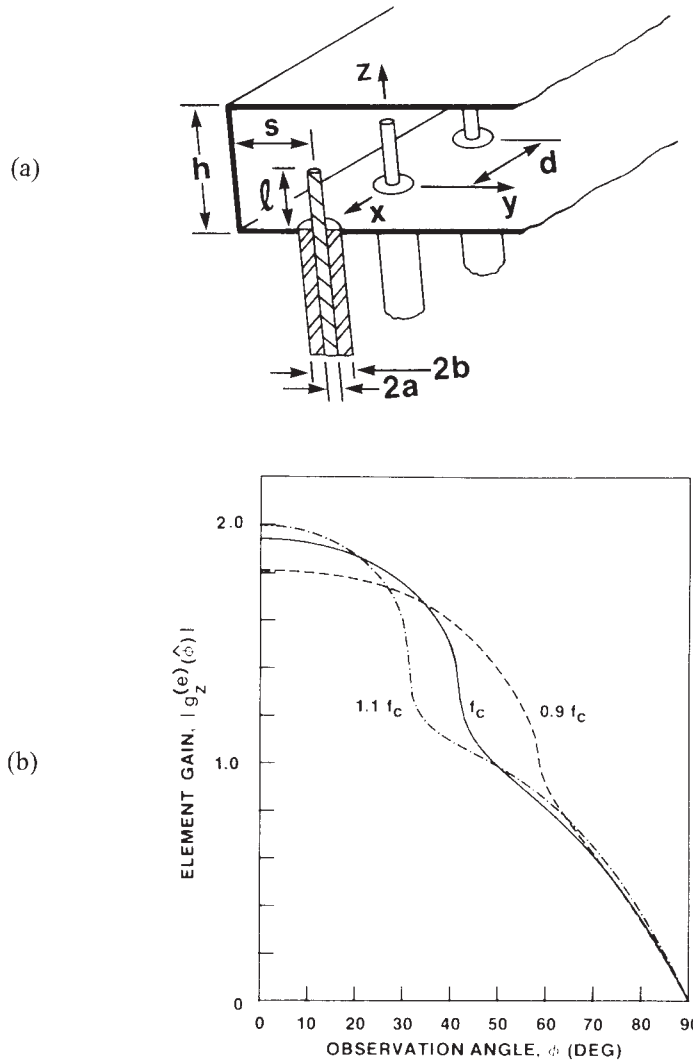 (a)
z
s
h
ℓ
x
d
y
2b
2a
(b)
ELEMENT GAIN, | g_z^(e)(ϕ̂) |
2.0
1.0
0
1.1 f_c
f_c
0.9 f_c
0 10 20 30 40 50 60 70 80 90
OBSERVATION ANGLE, ϕ (DEG)